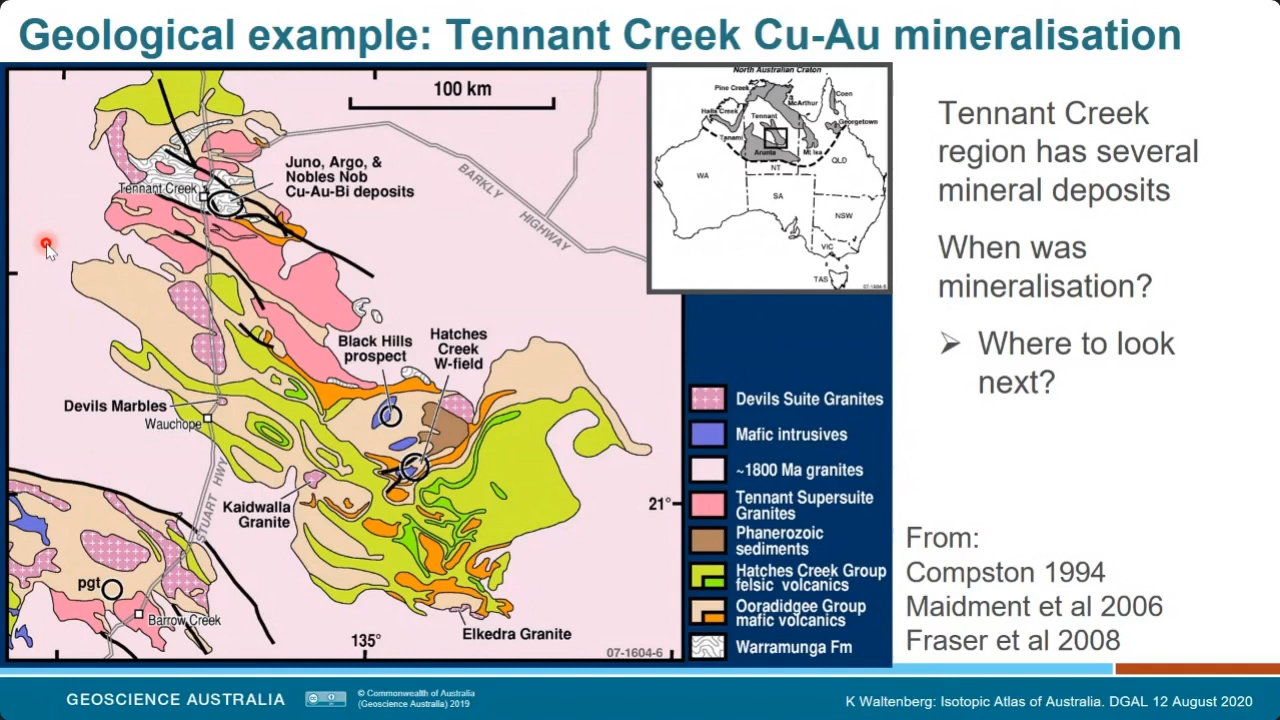 Geological example: Tennant Creek Cu-Au mineralisation
100 km
Juno, Argo, &
Nobles Nob
Cu-Au-Bi deposits
Tennant Creek
BARKLY
HIGHWAY
Black Hills
prospect
Hatches
Creek
W-field
Devils Marbles
Wauchope
STUART HWY
Kaidwalla
Granite
21°
pgt
Barrow Creek
135°
Elkedra Granite
07-1604-6
North Australian Craton
Pine Creek
Coen
Halls Creek
McArthur
Tennant
Georgetown
Tanami
Arunta
Mt Isa
WA
NT
QLD
SA
NSW
VIC
TAS
Devils Suite Granites
Mafic intrusives
~1800 Ma granites
Tennant Supersuite
Granites
Phanerozoic
sediments
Hatches Creek Group
felsic volcanics
Ooradidgee Group
mafic volcanics
Warramunga Fm
Tennant Creek
region has several
mineral deposits
When was
mineralisation?
➢ Where to look
next?
From:
Compston 1994
Maidment et al 2006
Fraser et al 2008
GEOSCIENCE AUSTRALIA
© Commonwealth of Australia
(Geoscience Australia) 2019
K Waltenberg: Isotopic Atlas of Australia. DGAL 12 August 2020